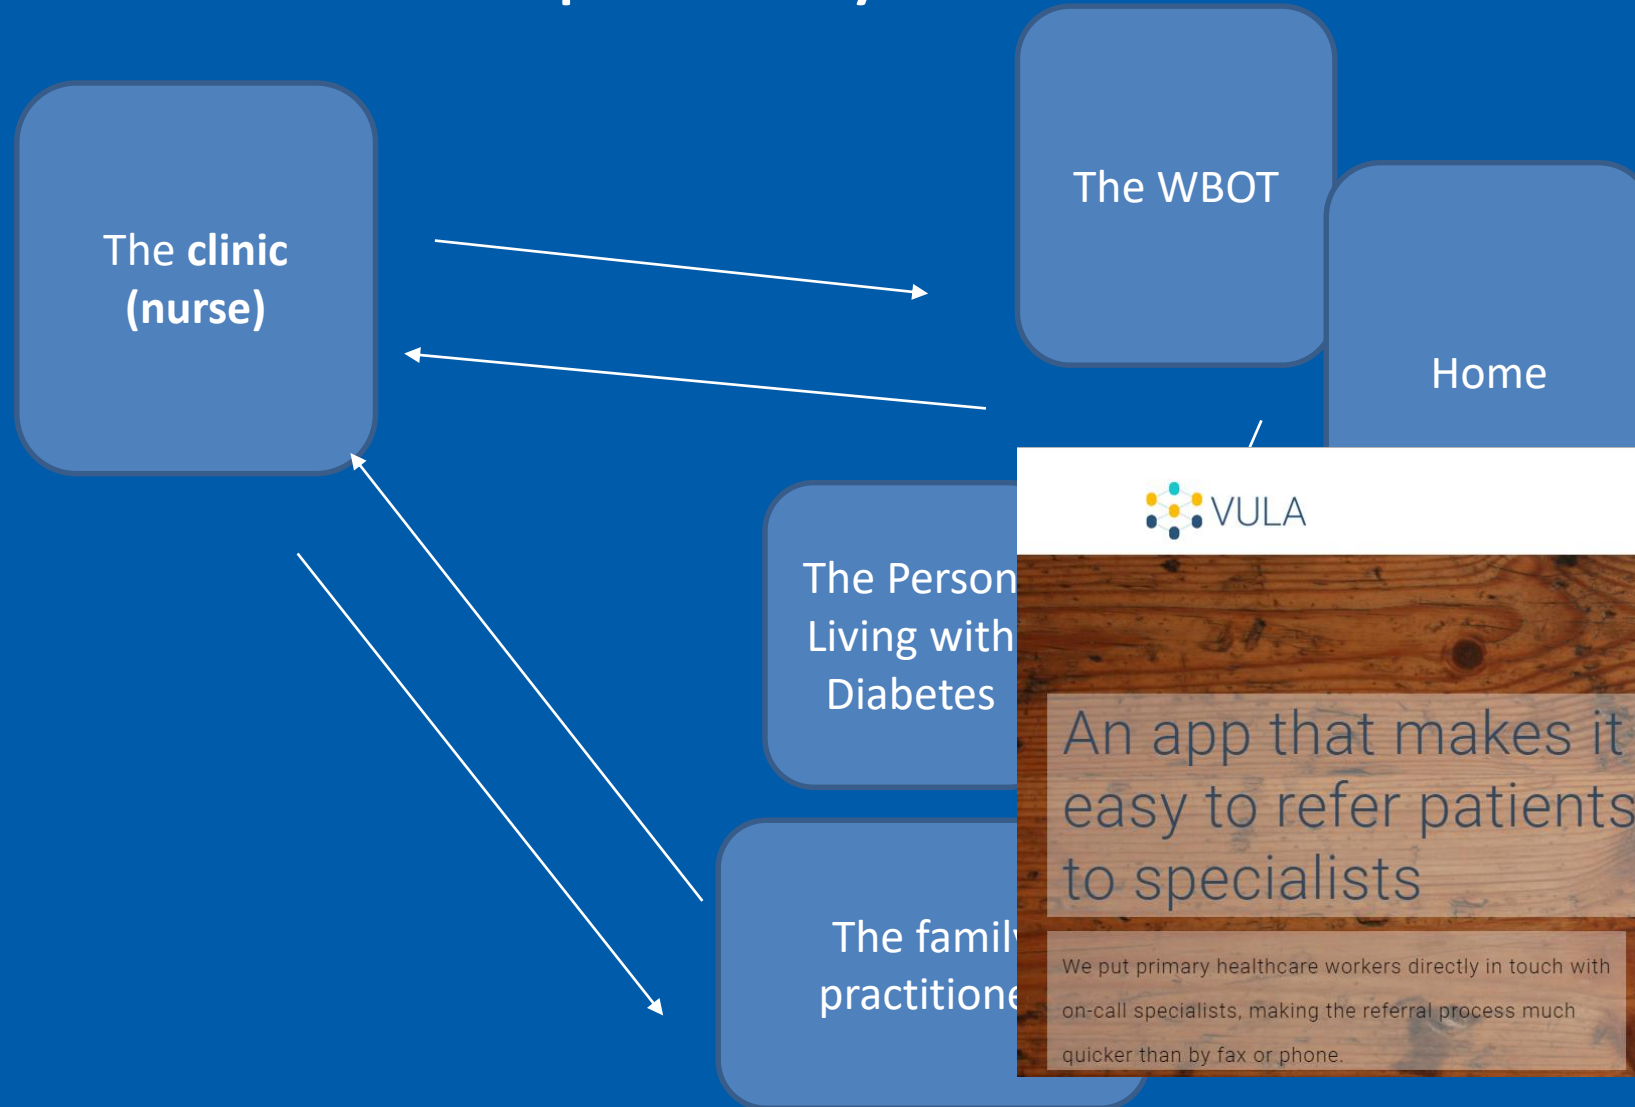 The WBOT
The clinic
(nurse)
Home
VULA
The Person
Living with
Diabetes
An app that makes it
easy to refer patients
to specialists
The family
practitione
We put primary healthcare workers directly in touch with
on-call specialists, making the referral process much
quicker than by fax or phone.